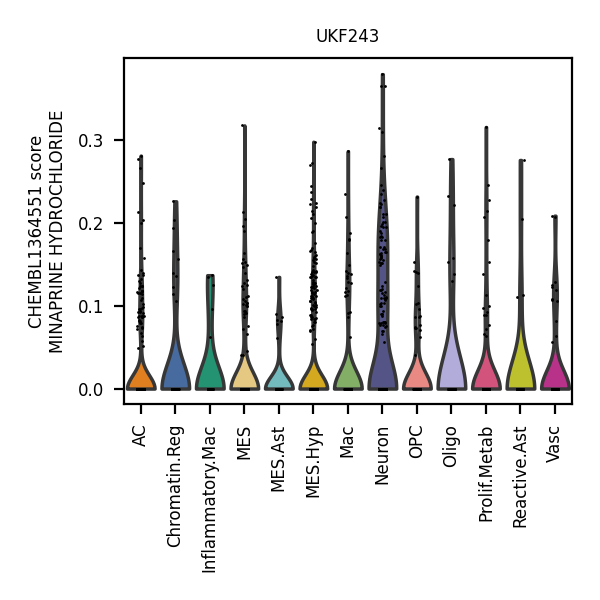 UKF243
CHEMBL1364551 score
MINAPRINE HYDROCHLORIDE
0.3
0.2
0.1
0.0
AC
Chromatin.Reg
Inflammatory.Mac
MES
MES.Ast
MES.Hyp
Mac
Neuron
OPC
Oligo
Prolif.Metab
Reactive.Ast
Vasc